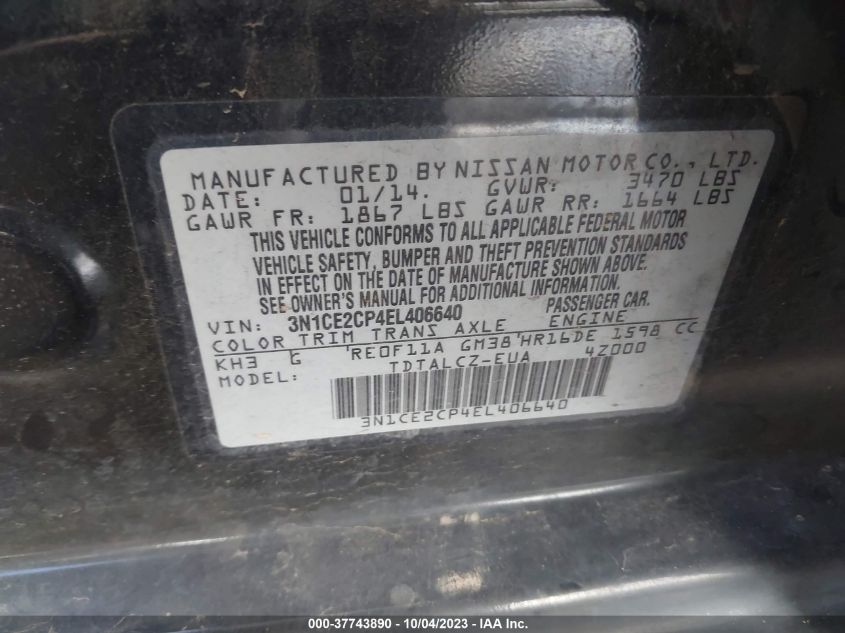 MANUFACTURED BY NISSAN MOTOR CO., LTD.
DATE: 01/14. GVWR: 3470 LBS
GAWR FR: 1867 LBS GAWR RR: 1664 LBS
THIS VEHICLE CONFORMS TO ALL APPLICABLE FEDERAL MOTOR
VEHICLE SAFETY, BUMPER AND THEFT PREVENTION STANDARDS
IN EFFECT ON THE DATE OF MANUFACTURE SHOWN ABOVE.
SEE OWNER'S MANUAL FOR ADDITIONAL INFORMATION.
VIN: 3N1CE2CP4EL406640 PASSENGER CAR.
COLOR TRIM TRANS AXLE ENGINE
KH3 G RE0F11A GM38 HR16DE 1598 CC
MODEL: TDTALCZ-EUA 4Z000
3N1CE2CP4EL406640
000-37743890 - 10/04/2023 - IAA Inc.